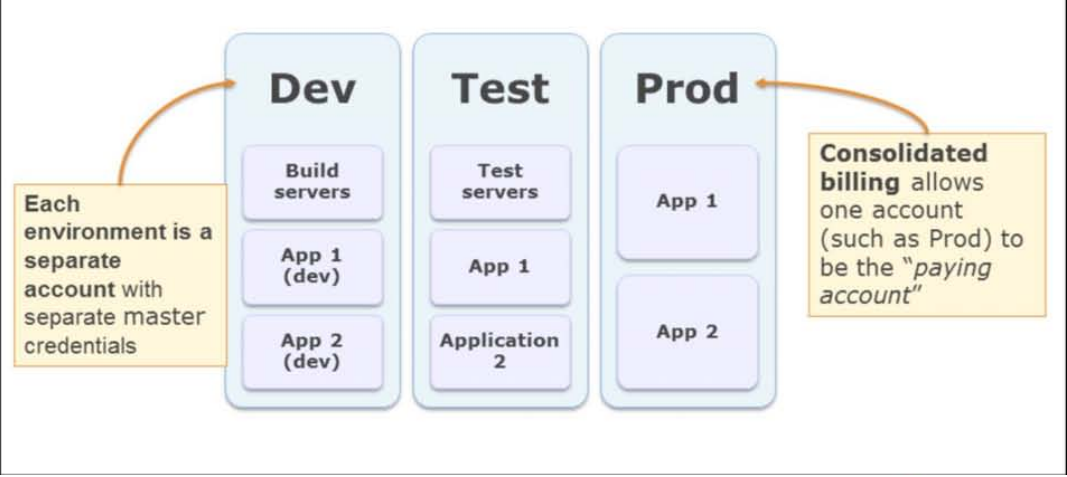 Dev
Test
Prod
Build
servers
App 1
(dev)
App 2
(dev)
Test
servers
App 1
Application
2
App 1
App 2
Each
environment is a
separate
account with
separate master
credentials
Consolidated
billing allows
one account
(such as Prod) to
be the “paying
account”